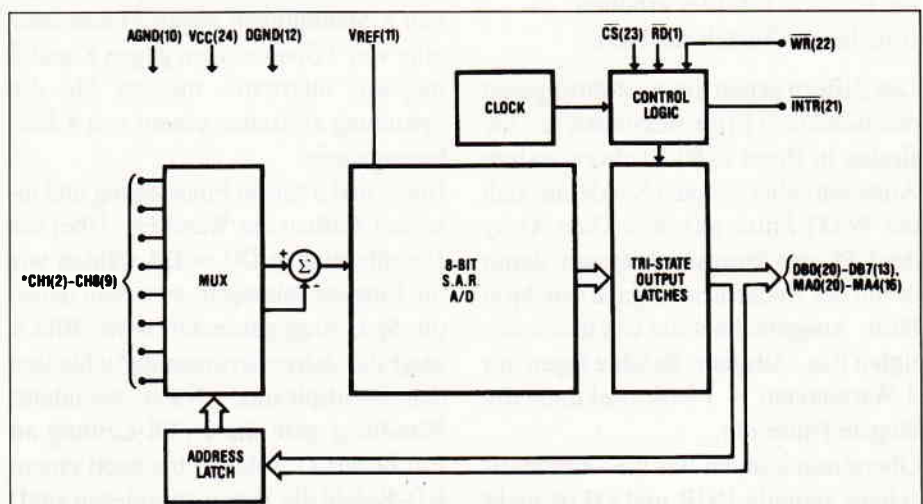 AGND(10) VCC(24) DGND(12) VREF(11) CS(23) RD(1) WR(22)
CLOCK
CONTROL
LOGIC
INTR(21)
*CH1(2)-CH8(9)
MUX
+
Σ
-
8-BIT
S.A.R
A/D
TRI-STATE
OUTPUT
LATCHES
DB0(20)-DB7(13),
MA0(20)-MA4(16)
ADDRESS
LATCH